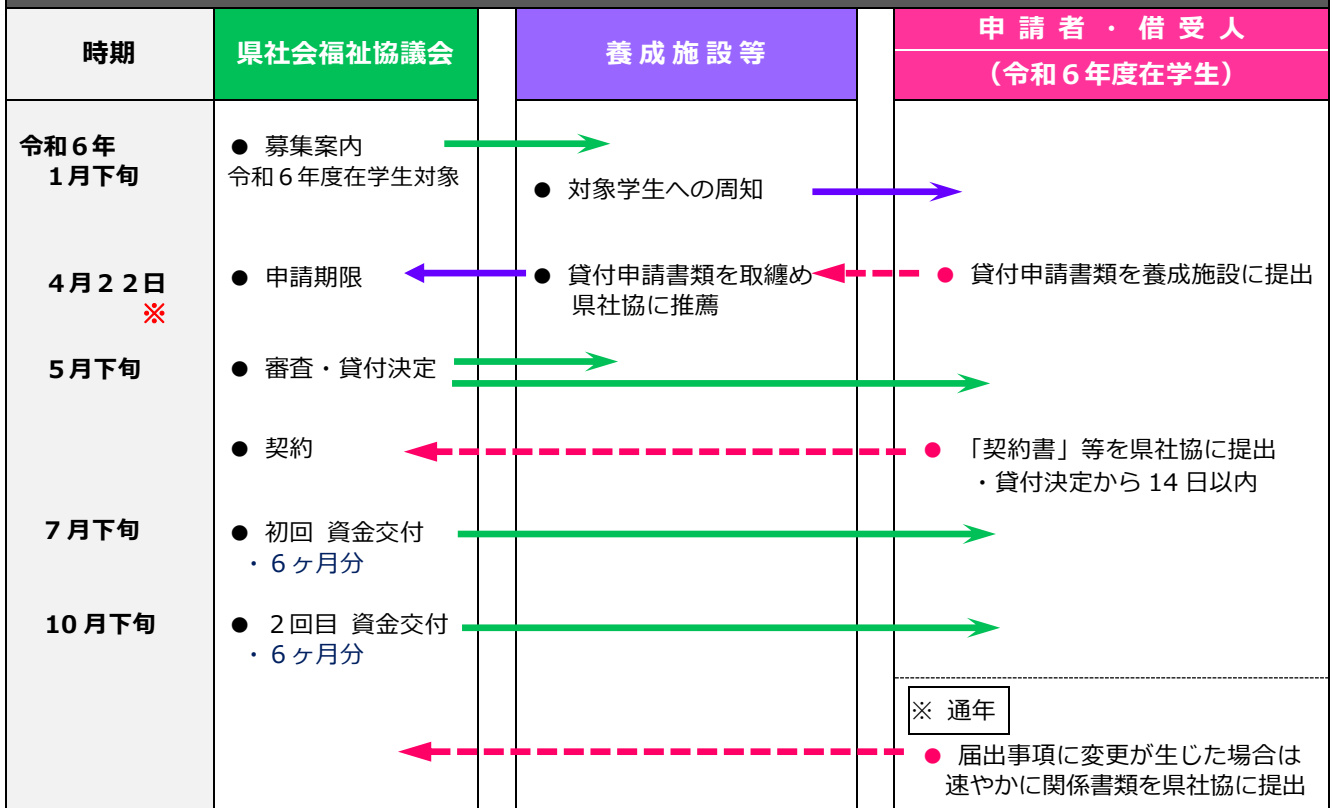 時期
県社会福祉協議会
養成施設等
申請者・借受人
（令和６年度在学生）
令和６年
１月下旬
● 募集案内
令和６年度在学生対象
● 対象学生への周知
４月２２日
※
● 申請期限
● 貸付申請書類を取纏め
県社協に推薦
● 貸付申請書類を養成施設に提出
５月下旬
● 審査・貸付決定
● 契約
● 「契約書」等を県社協に提出
・貸付決定から 14 日以内
７月下旬
● 初回 資金交付
・６ヶ月分
10 月下旬
● ２回目 資金交付
・６ヶ月分
※ 通年
● 届出事項に変更が生じた場合は
速やかに関係書類を県社協に提出